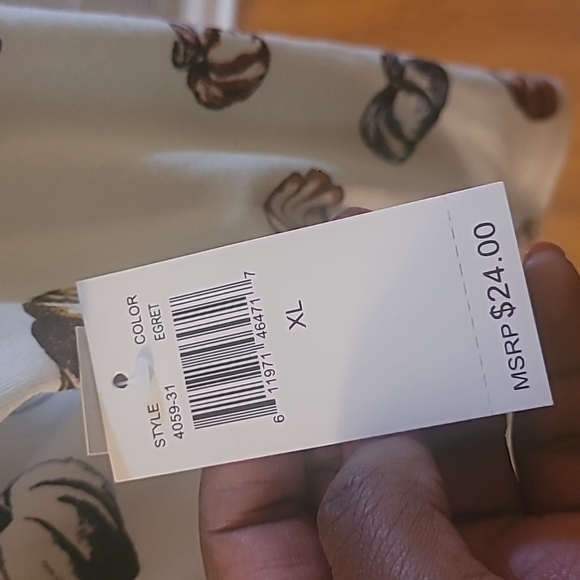 STYLE COLOR
4059-31 EGRET
6 11971 46471 7
XL
MSRP $24.00